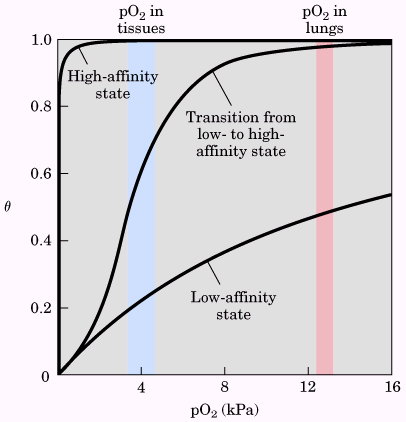 pO2 in
tissues
pO2 in
lungs
1.0
High-affinity
state
0.8
Transition from
low- to high-
affinity state
0.6
θ
0.4
Low-affinity
state
0.2
0
4
8
12
16
pO2 (kPa)